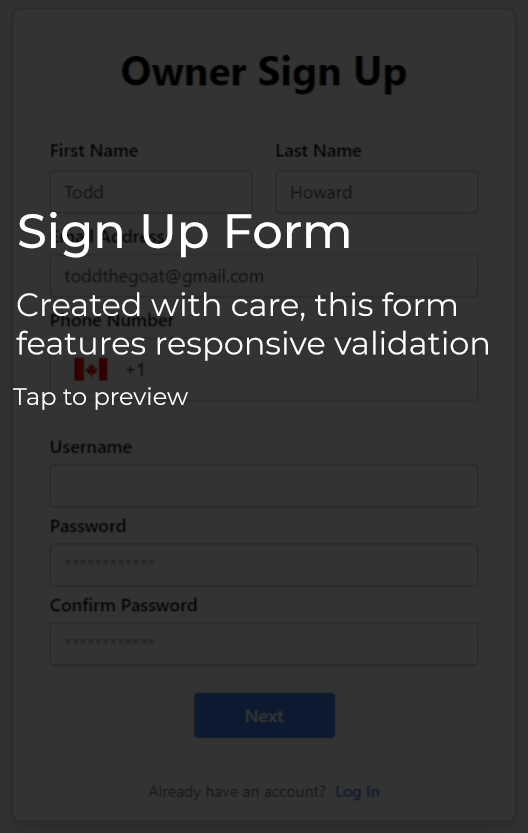 Owner Sign Up
First Name Last Name
Todd Howard
Email Address
Sign Up Form
toddthegoat@gmail.com
Created with care, this form
Phone Number
features responsive validation
+1
Tap to preview
Username
Password
************
Confirm Password
************
Next
Already have an account? Log In